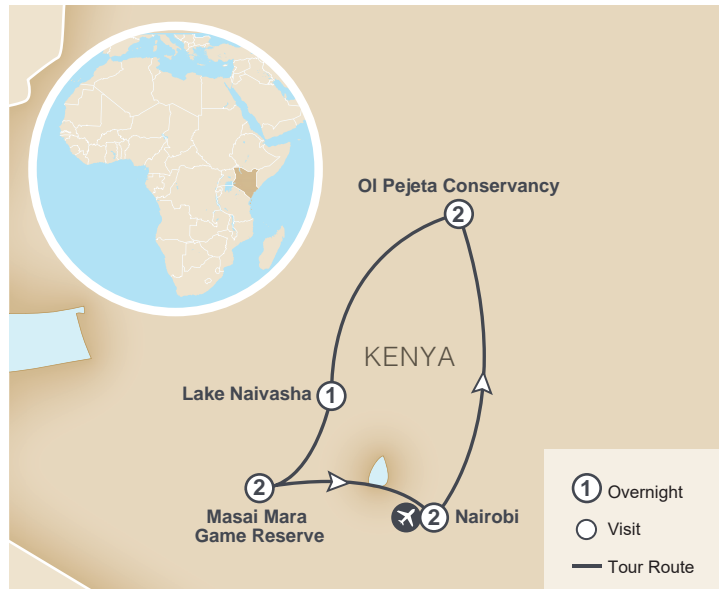 Ol Pejeta Conservancy
2
KENYA
Lake Naivasha
1
2
Masai Mara
Game Reserve
2
Nairobi
1
Overnight
Visit
Tour Route